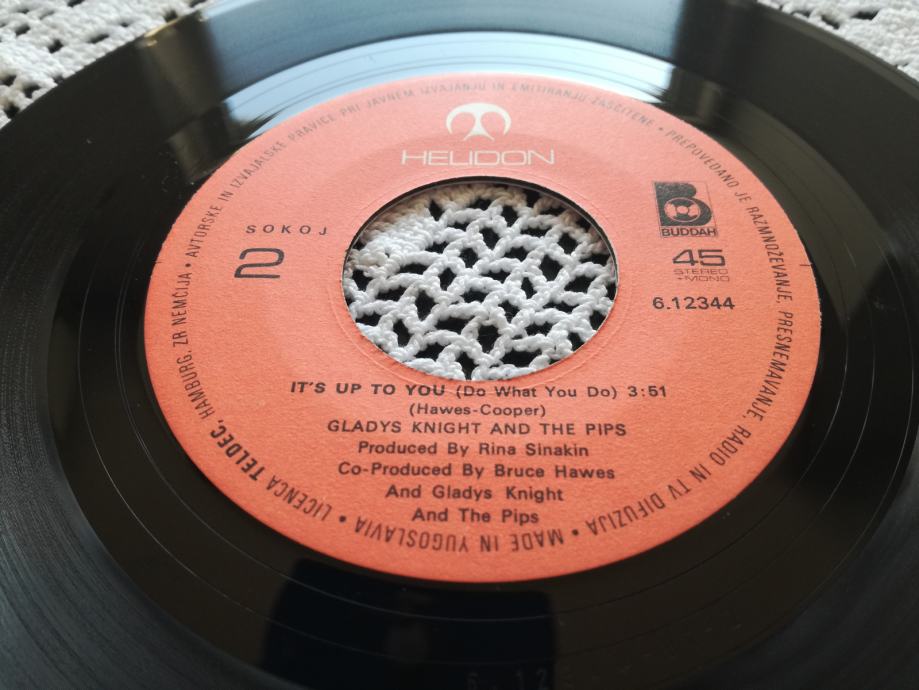 HELIDON
B
BUDDAH
SOKOJ
2
45
STEREO
+MONO
6.12344
IT'S UP TO YOU (Do What You Do) 3:51
(Hawes-Cooper)
GLADYS KNIGHT AND THE PIPS
Produced By Rina Sinakin
Co-Produced By Bruce Hawes
And Gladys Knight
And The Pips
AVTORSKE IN IZVAJALSKE PRAVICE PRI JAVNEM IZVAJANJU IN EMITIRANJU ZAŠČITENE • PREPOVEDANO JE RAZMNOŽEVANJE, PRESNEMAVANJE, RADIO IN TV DIFUZIJA • MADE IN YUGOSLAVIA • LICENCA TELDEC, HAMBURG, ZR NEMČIJA •